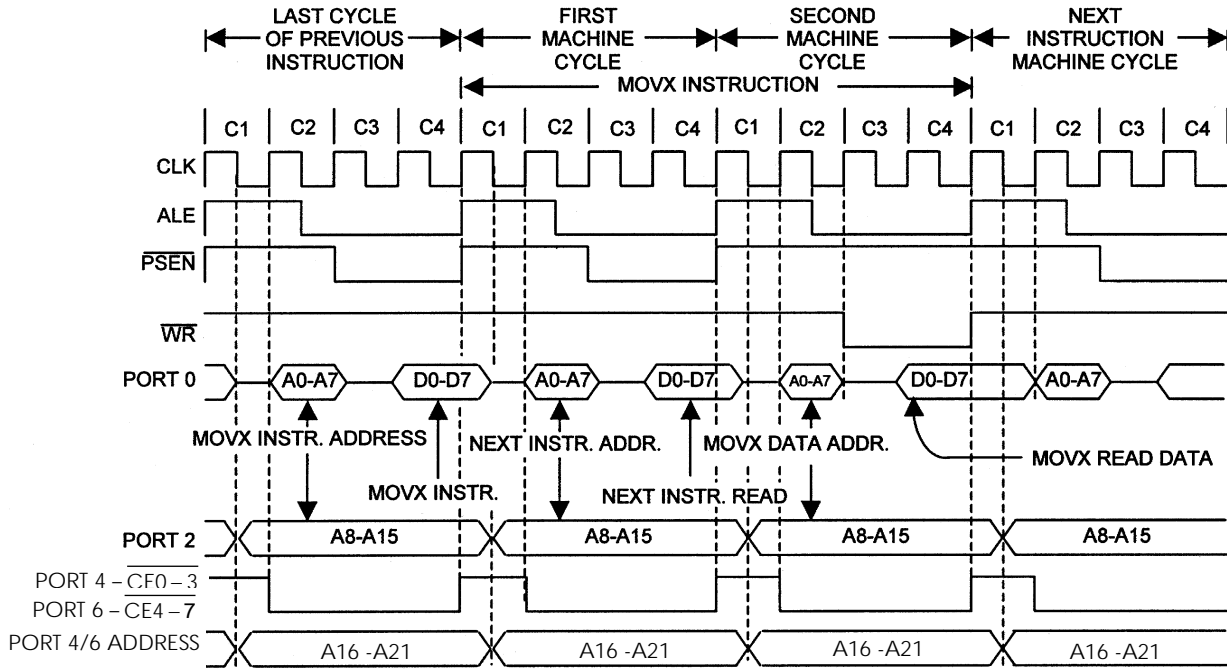 LAST CYCLE
OF PREVIOUS
INSTRUCTION
FIRST
MACHINE
CYCLE
SECOND
MACHINE
CYCLE
NEXT
INSTRUCTION
MACHINE CYCLE
MOVX INSTRUCTION
C1 C2 C3 C4 C1 C2 C3 C4 C1 C2 C3 C4 C1 C2 C3 C4
CLK
ALE
PSEN
WR
PORT 0 A0-A7 D0-D7 A0-A7 D0-D7 A0-A7 D0-D7 A0-A7
MOVX INSTR. ADDRESS NEXT INSTR. ADDR. MOVX DATA ADDR.
MOVX READ DATA
MOVX INSTR. NEXT INSTR. READ
PORT 2 A8-A15 A8-A15 A8-A15 A8-A15
PORT 4 – CE0 – 3
PORT 6 – CE4 – 7
PORT 4/6 ADDRESS A16 -A21 A16 -A21 A16 -A21 A16 -A21